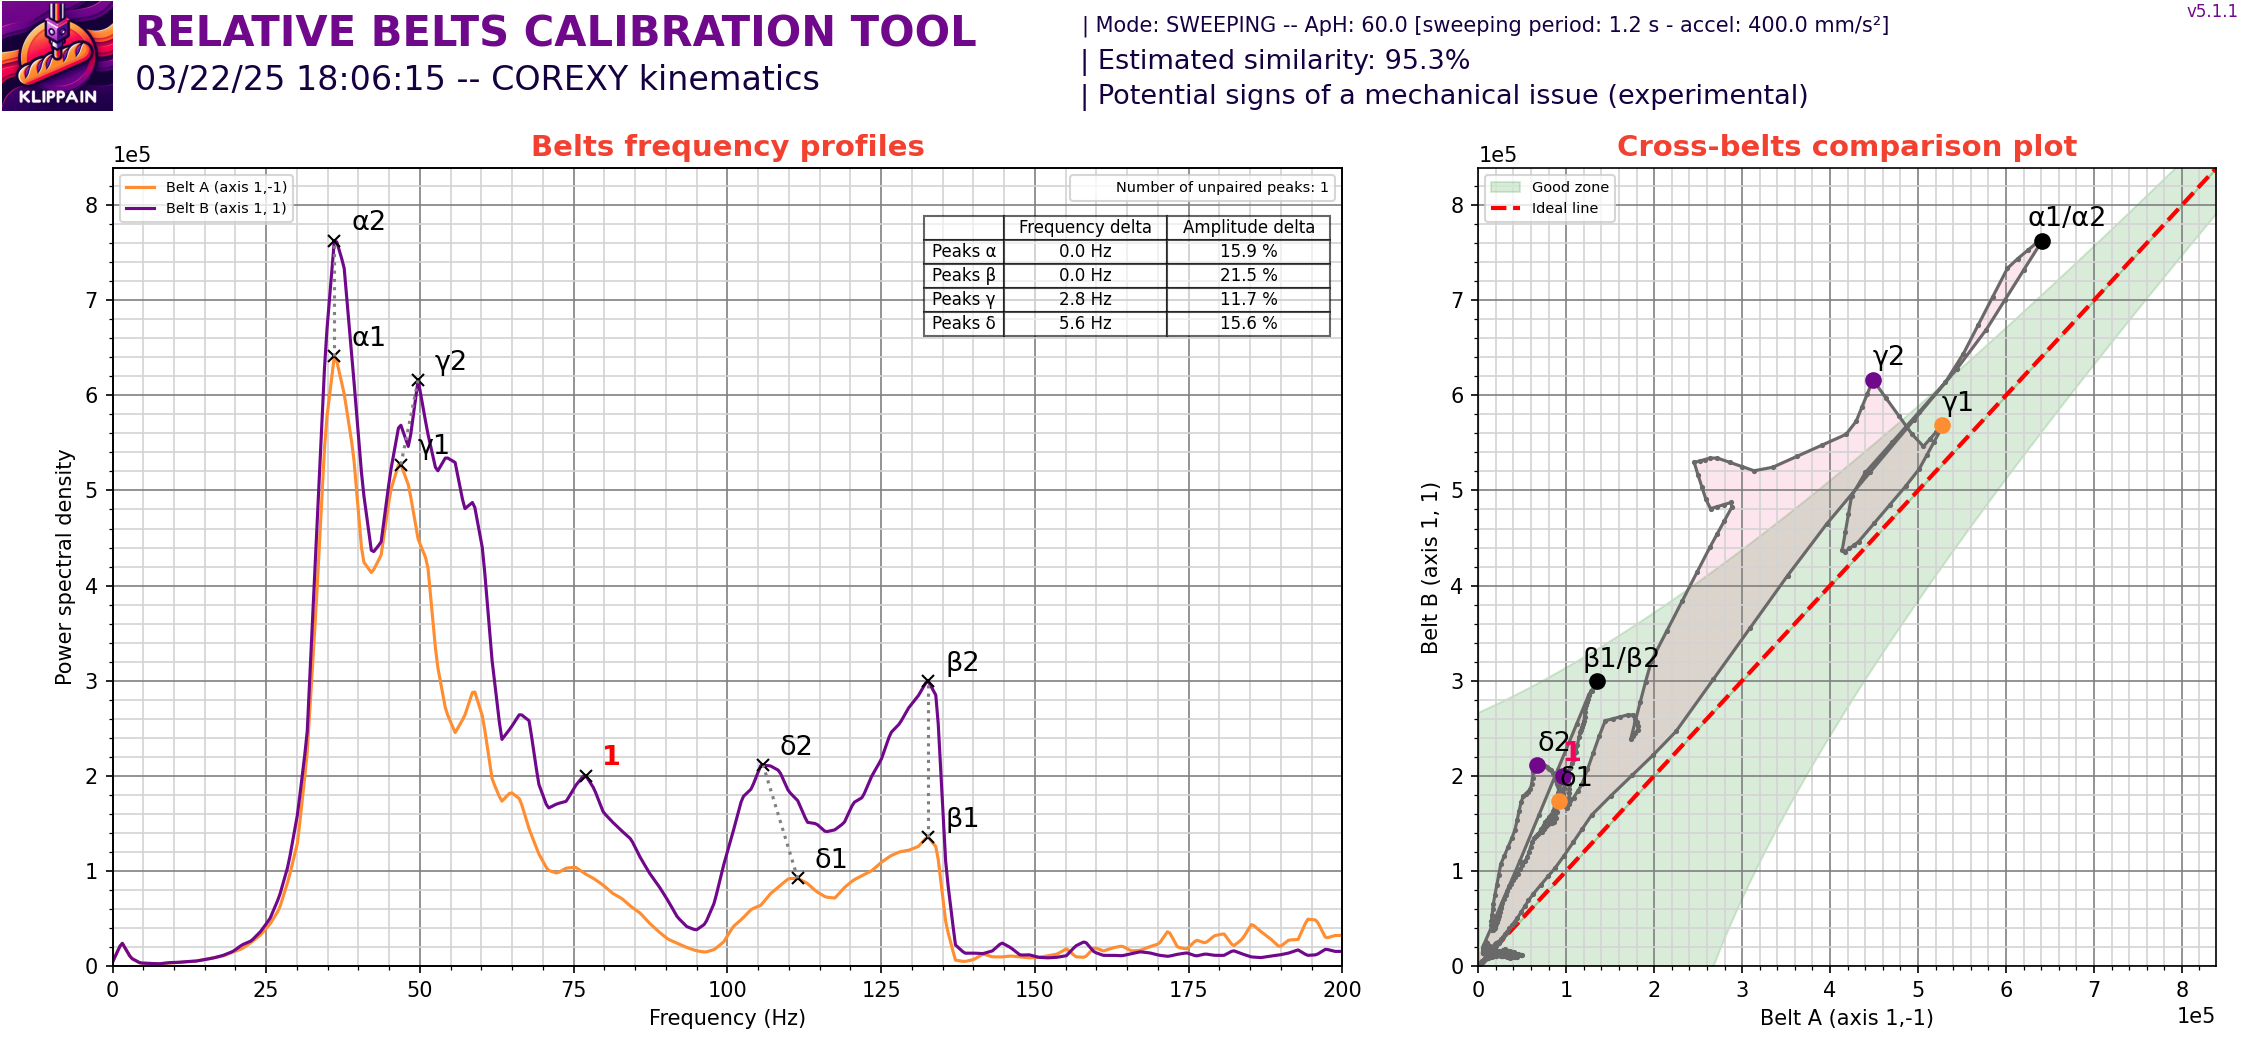 KLIPPAIN
RELATIVE BELTS CALIBRATION TOOL
03/22/25 18:06:15 -- COREXY kinematics
| Mode: SWEEPING -- ApH: 60.0 [sweeping period: 1.2 s - accel: 400.0 mm/s²]
| Estimated similarity: 95.3%
| Potential signs of a mechanical issue (experimental)
v5.1.1
Belts frequency profiles
1e5
Belt A (axis 1,-1)
Belt B (axis 1, 1)
Number of unpaired peaks: 1
Frequency delta Amplitude delta
Peaks α 0.0 Hz 15.9 %
Peaks β 0.0 Hz 21.5 %
Peaks γ 2.8 Hz 11.7 %
Peaks δ 5.6 Hz 15.6 %
α2
α1
γ2
γ1
1
δ2
δ1
β2
β1
8
7
6
5
4
3
2
1
0
Power spectral density
0 25 50 75 100 125 150 175 200
Frequency (Hz)
Cross-belts comparison plot
1e5
Good zone
Ideal line
α1/α2
γ2
γ1
β1/β2
δ2
1
δ1
8
7
6
5
4
3
2
1
0
Belt B (axis 1, 1)
0 1 2 3 4 5 6 7 8
Belt A (axis 1,-1)
1e5